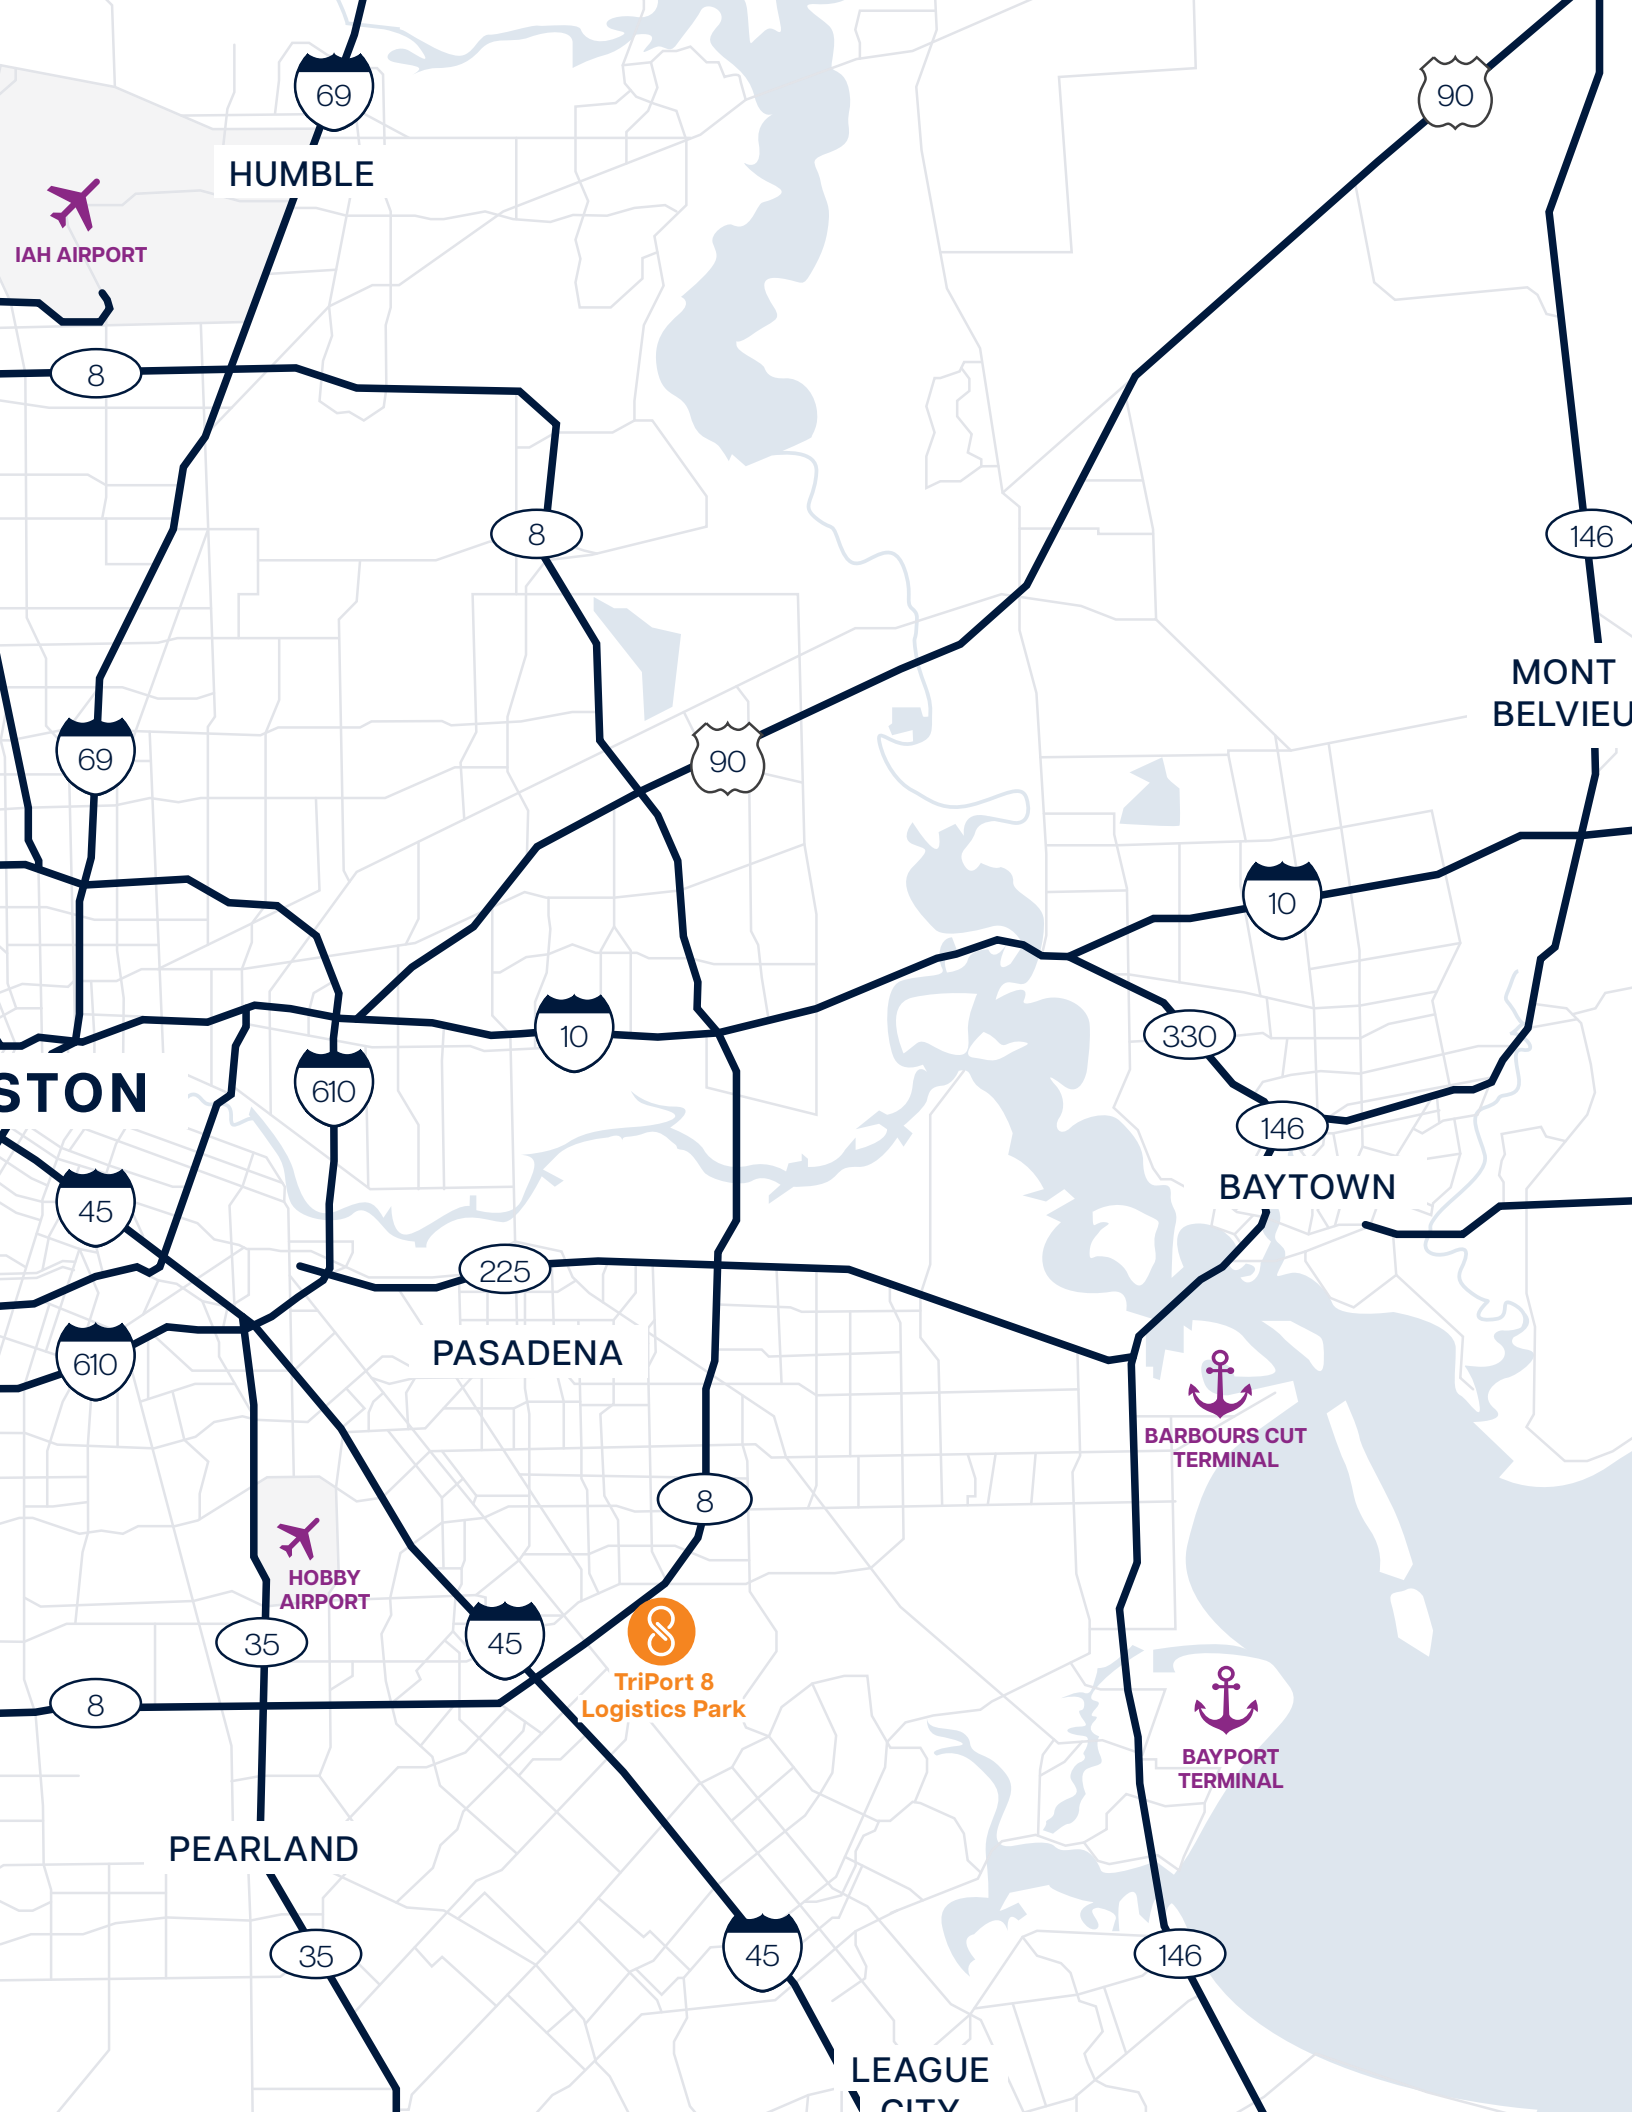 69
90
HUMBLE
IAH AIRPORT
8
8
146
MONT
BELVIEU
69
90
10
10
330
STON
610
146
45
BAYTOWN
225
PASADENA
610
BARBOURS CUT
TERMINAL
8
HOBBY
AIRPORT
35
45
TriPort 8
Logistics Park
8
BAYPORT
TERMINAL
PEARLAND
35
45
146
LEAGUE
CITY